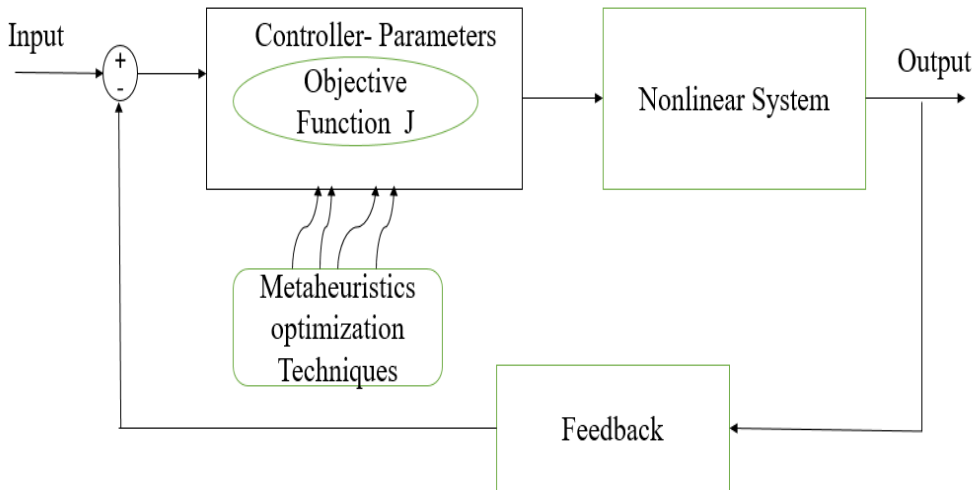 Input
+
-
Controller- Parameters
Objective
Function J
Nonlinear System
Output
Metaheuristics
optimization
Techniques
Feedback